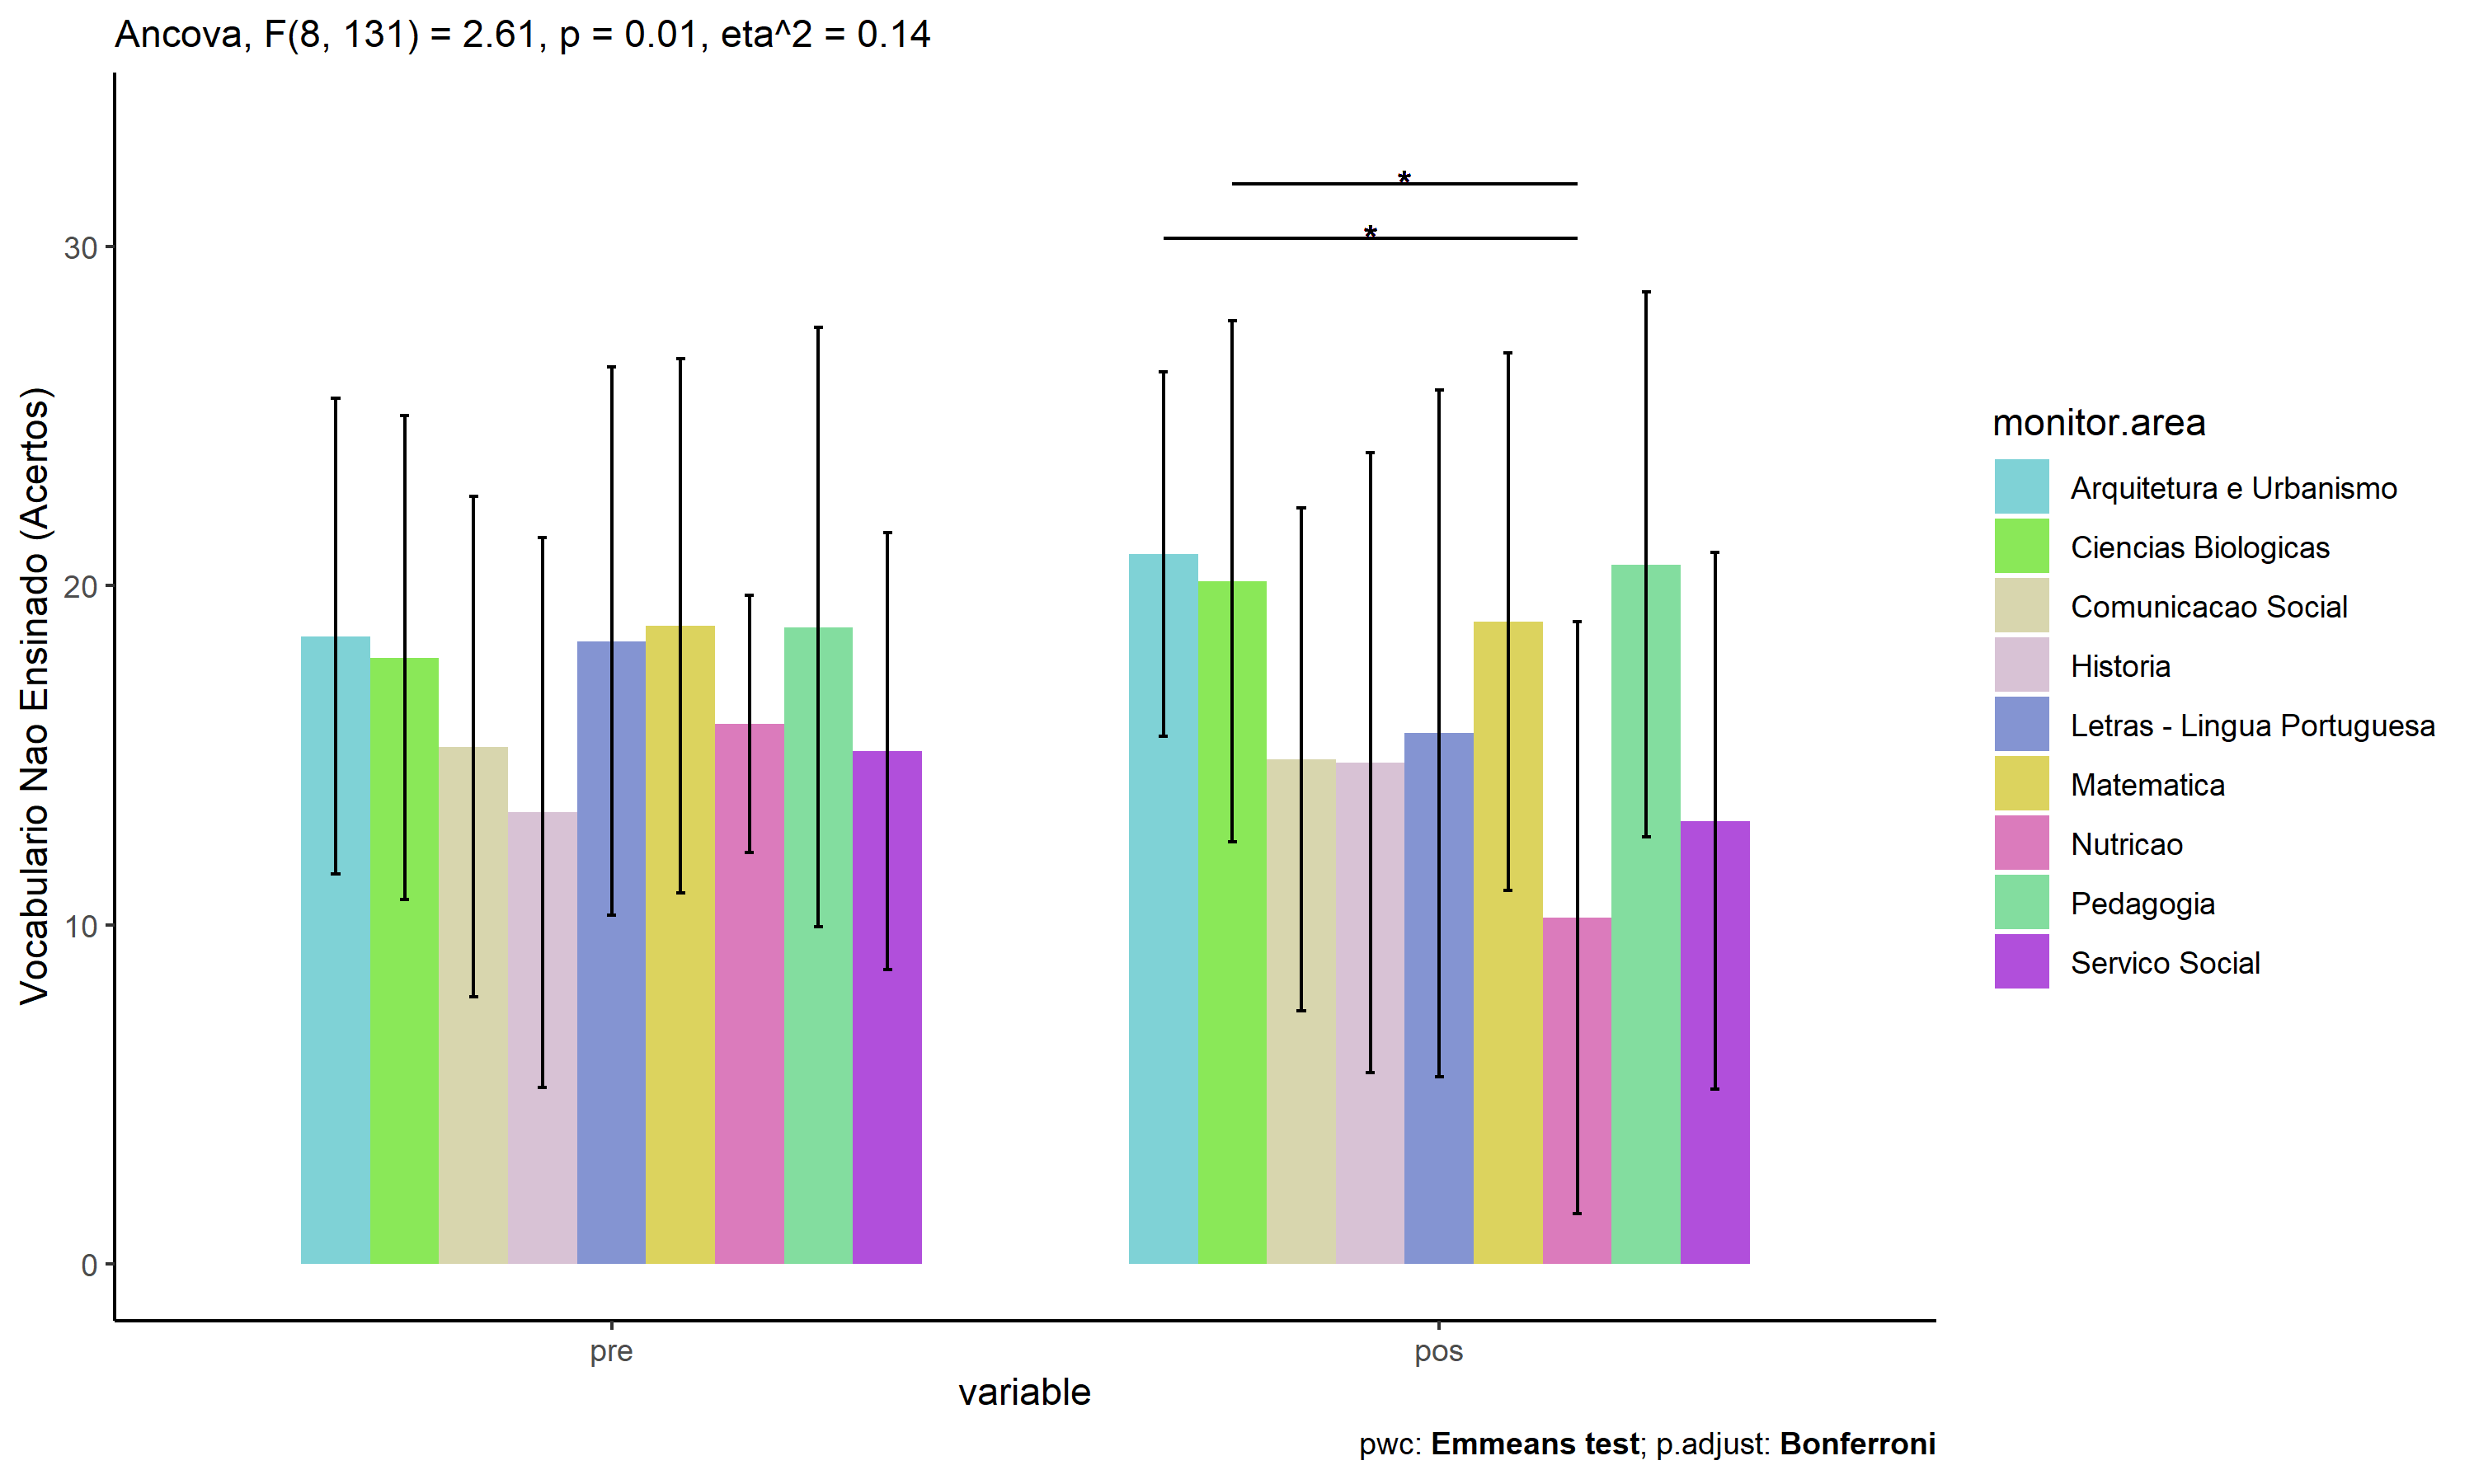 Ancova, F(8, 131) = 2.61, p = 0.01, eta^2 = 0.14
Vocabulario Nao Ensinado (Acertos)
30
20
10
0
*
*
pre
pos
variable
monitor.area
Arquitetura e Urbanismo
Ciencias Biologicas
Comunicacao Social
Historia
Letras - Lingua Portuguesa
Matematica
Nutricao
Pedagogia
Servico Social
pwc: Emmeans test; p.adjust: Bonferroni